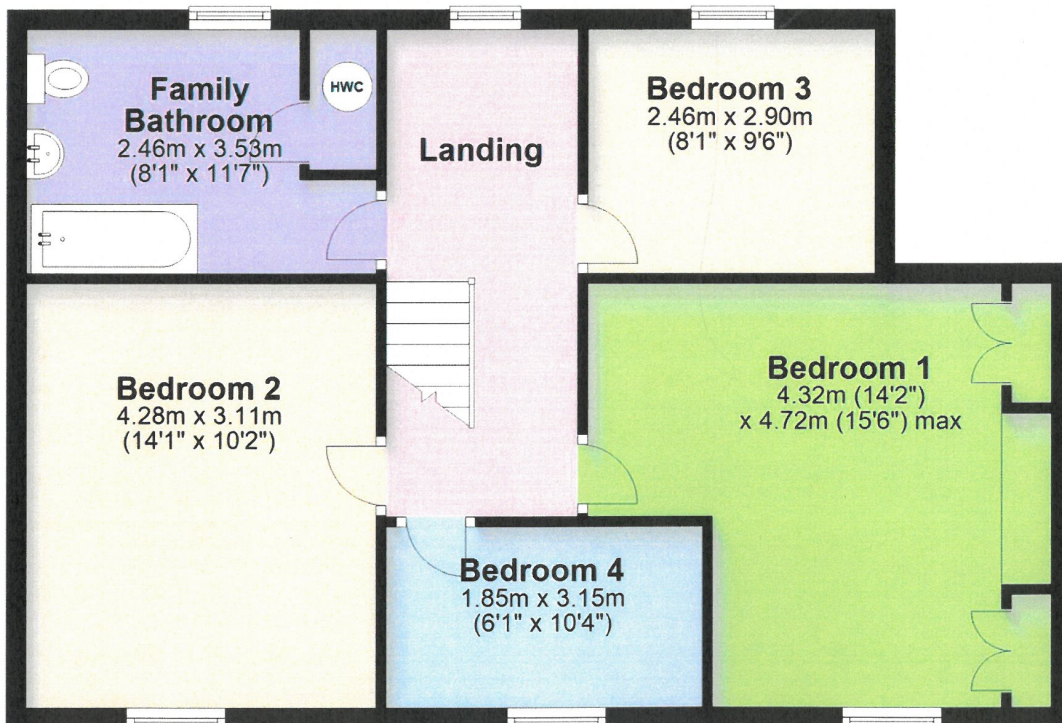 Family
Bathroom
2.46m x 3.53m
(8'1" x 11'7")
HWC
Landing
Bedroom 3
2.46m x 2.90m
(8'1" x 9'6")
Bedroom 2
4.28m x 3.11m
(14'1" x 10'2")
Bedroom 1
4.32m (14'2")
x 4.72m (15'6") max
Bedroom 4
1.85m x 3.15m
(6'1" x 10'4")